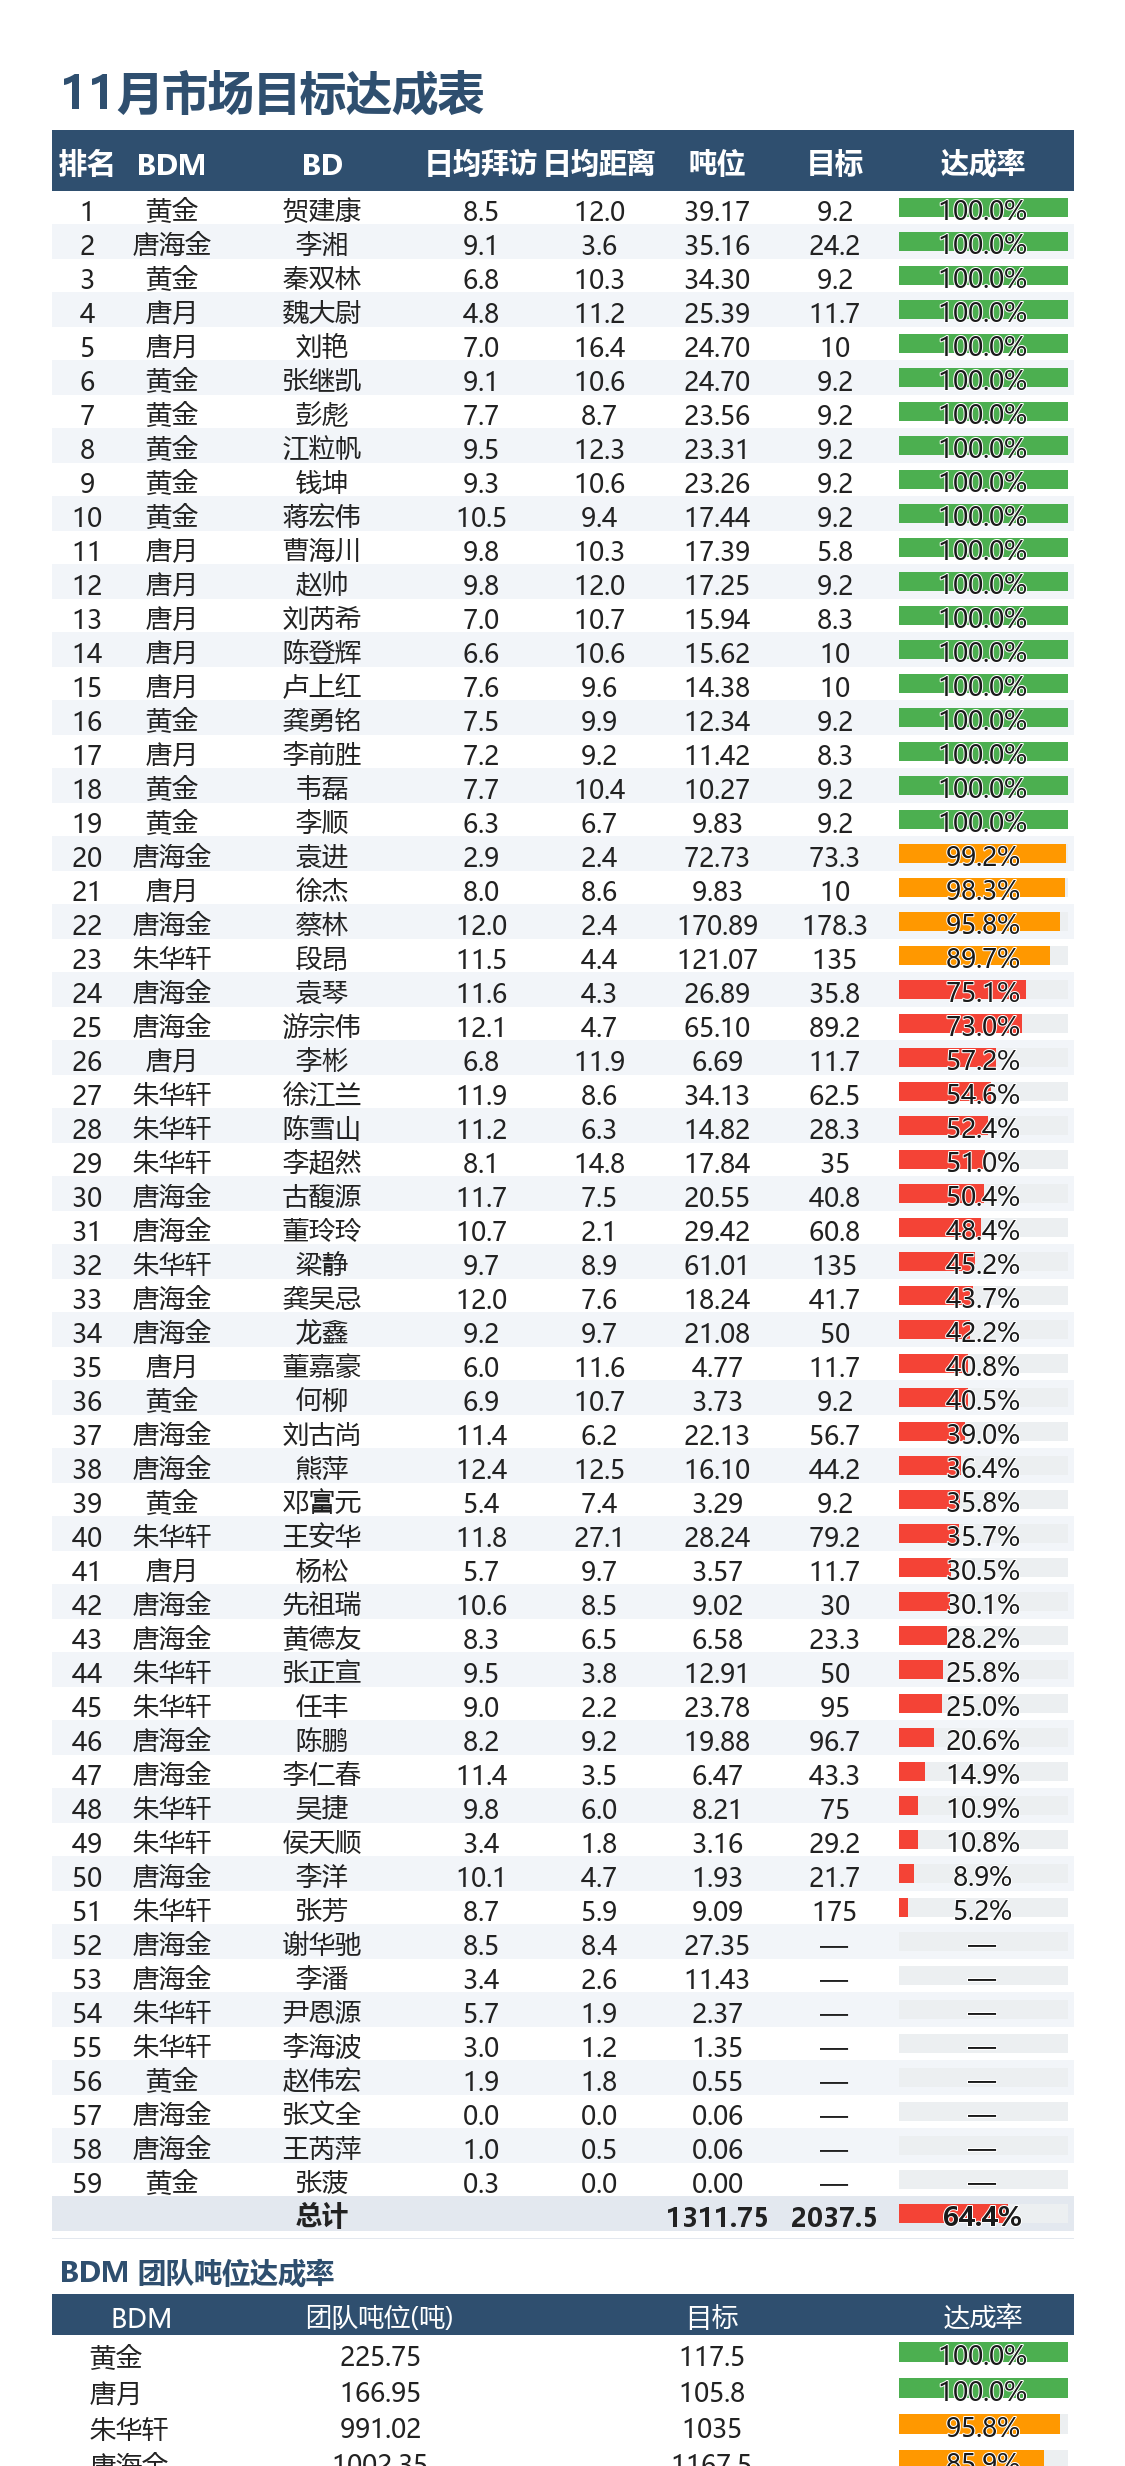 11月市场目标达成表
排名 BDM BD 日均拜访 日均距离 吨位 目标 达成率
1 黄金 贺建康 8.5 12.0 39.17 9.2 100.0%
2 唐海金 李湘 9.1 3.6 35.16 24.2 100.0%
3 黄金 秦双林 6.8 10.3 34.30 9.2 100.0%
4 唐月 魏大尉 4.8 11.2 25.39 11.7 100.0%
5 唐月 刘艳 7.0 16.4 24.70 10 100.0%
6 黄金 张继凯 9.1 10.6 24.70 9.2 100.0%
7 黄金 彭彪 7.7 8.7 23.56 9.2 100.0%
8 黄金 江粒帆 9.5 12.3 23.31 9.2 100.0%
9 黄金 钱坤 9.3 10.6 23.26 9.2 100.0%
10 黄金 蒋宏伟 10.5 9.4 17.44 9.2 100.0%
11 唐月 曹海川 9.8 10.3 17.39 5.8 100.0%
12 唐月 赵帅 9.8 12.0 17.25 9.2 100.0%
13 唐月 刘芮希 7.0 10.7 15.94 8.3 100.0%
14 唐月 陈登辉 6.6 10.6 15.62 10 100.0%
15 唐月 卢上红 7.6 9.6 14.38 10 100.0%
16 黄金 龚勇铭 7.5 9.9 12.34 9.2 100.0%
17 唐月 李前胜 7.2 9.2 11.42 8.3 100.0%
18 黄金 韦磊 7.7 10.4 10.27 9.2 100.0%
19 黄金 李顺 6.3 6.7 9.83 9.2 100.0%
20 唐海金 袁进 2.9 2.4 72.73 73.3 99.2%
21 唐月 徐杰 8.0 8.6 9.83 10 98.3%
22 唐海金 蔡林 12.0 2.4 170.89 178.3 95.8%
23 朱华轩 段昂 11.5 4.4 121.07 135 89.7%
24 唐海金 袁琴 11.6 4.3 26.89 35.8 75.1%
25 唐海金 游宗伟 12.1 4.7 65.10 89.2 73.0%
26 唐月 李彬 6.8 11.9 6.69 11.7 57.2%
27 朱华轩 徐江兰 11.9 8.6 34.13 62.5 54.6%
28 朱华轩 陈雪山 11.2 6.3 14.82 28.3 52.4%
29 朱华轩 李超然 8.1 14.8 17.84 35 51.0%
30 唐海金 古馥源 11.7 7.5 20.55 40.8 50.4%
31 唐海金 董玲玲 10.7 2.1 29.42 60.8 48.4%
32 朱华轩 梁静 9.7 8.9 61.01 135 45.2%
33 唐海金 龚吴忌 12.0 7.6 18.24 41.7 43.7%
34 唐海金 龙鑫 9.2 9.7 21.08 50 42.2%
35 唐月 董嘉豪 6.0 11.6 4.77 11.7 40.8%
36 黄金 何柳 6.9 10.7 3.73 9.2 40.5%
37 唐海金 刘古尚 11.4 6.2 22.13 56.7 39.0%
38 唐海金 熊萍 12.4 12.5 16.10 44.2 36.4%
39 黄金 邓富元 5.4 7.4 3.29 9.2 35.8%
40 朱华轩 王安华 11.8 27.1 28.24 79.2 35.7%
41 唐月 杨松 5.7 9.7 3.57 11.7 30.5%
42 唐海金 先祖瑞 10.6 8.5 9.02 30 30.1%
43 唐海金 黄德友 8.3 6.5 6.58 23.3 28.2%
44 朱华轩 张正宣 9.5 3.8 12.91 50 25.8%
45 朱华轩 任丰 9.0 2.2 23.78 95 25.0%
46 唐海金 陈鹏 8.2 9.2 19.88 96.7 20.6%
47 唐海金 李仁春 11.4 3.5 6.47 43.3 14.9%
48 朱华轩 吴捷 9.8 6.0 8.21 75 10.9%
49 朱华轩 侯天顺 3.4 1.8 3.16 29.2 10.8%
50 唐海金 李洋 10.1 4.7 1.93 21.7 8.9%
51 朱华轩 张芳 8.7 5.9 9.09 175 5.2%
52 唐海金 谢华驰 8.5 8.4 27.35 — —
53 唐海金 李潘 3.4 2.6 11.43 — —
54 朱华轩 尹恩源 5.7 1.9 2.37 — —
55 朱华轩 李海波 3.0 1.2 1.35 — —
56 黄金 赵伟宏 1.9 1.8 0.55 — —
57 唐海金 张文全 0.0 0.0 0.06 — —
58 唐海金 王芮萍 1.0 0.5 0.06 — —
59 黄金 张菠 0.3 0.0 0.00 — —
总计 1311.75 2037.5 64.4%
BDM 团队吨位达成率
BDM 团队吨位(吨) 目标 达成率
黄金 225.75 117.5 100.0%
唐月 166.95 105.8 100.0%
朱华轩 991.02 1035 95.8%
唐海金 1002.35 1167.5 85.9%